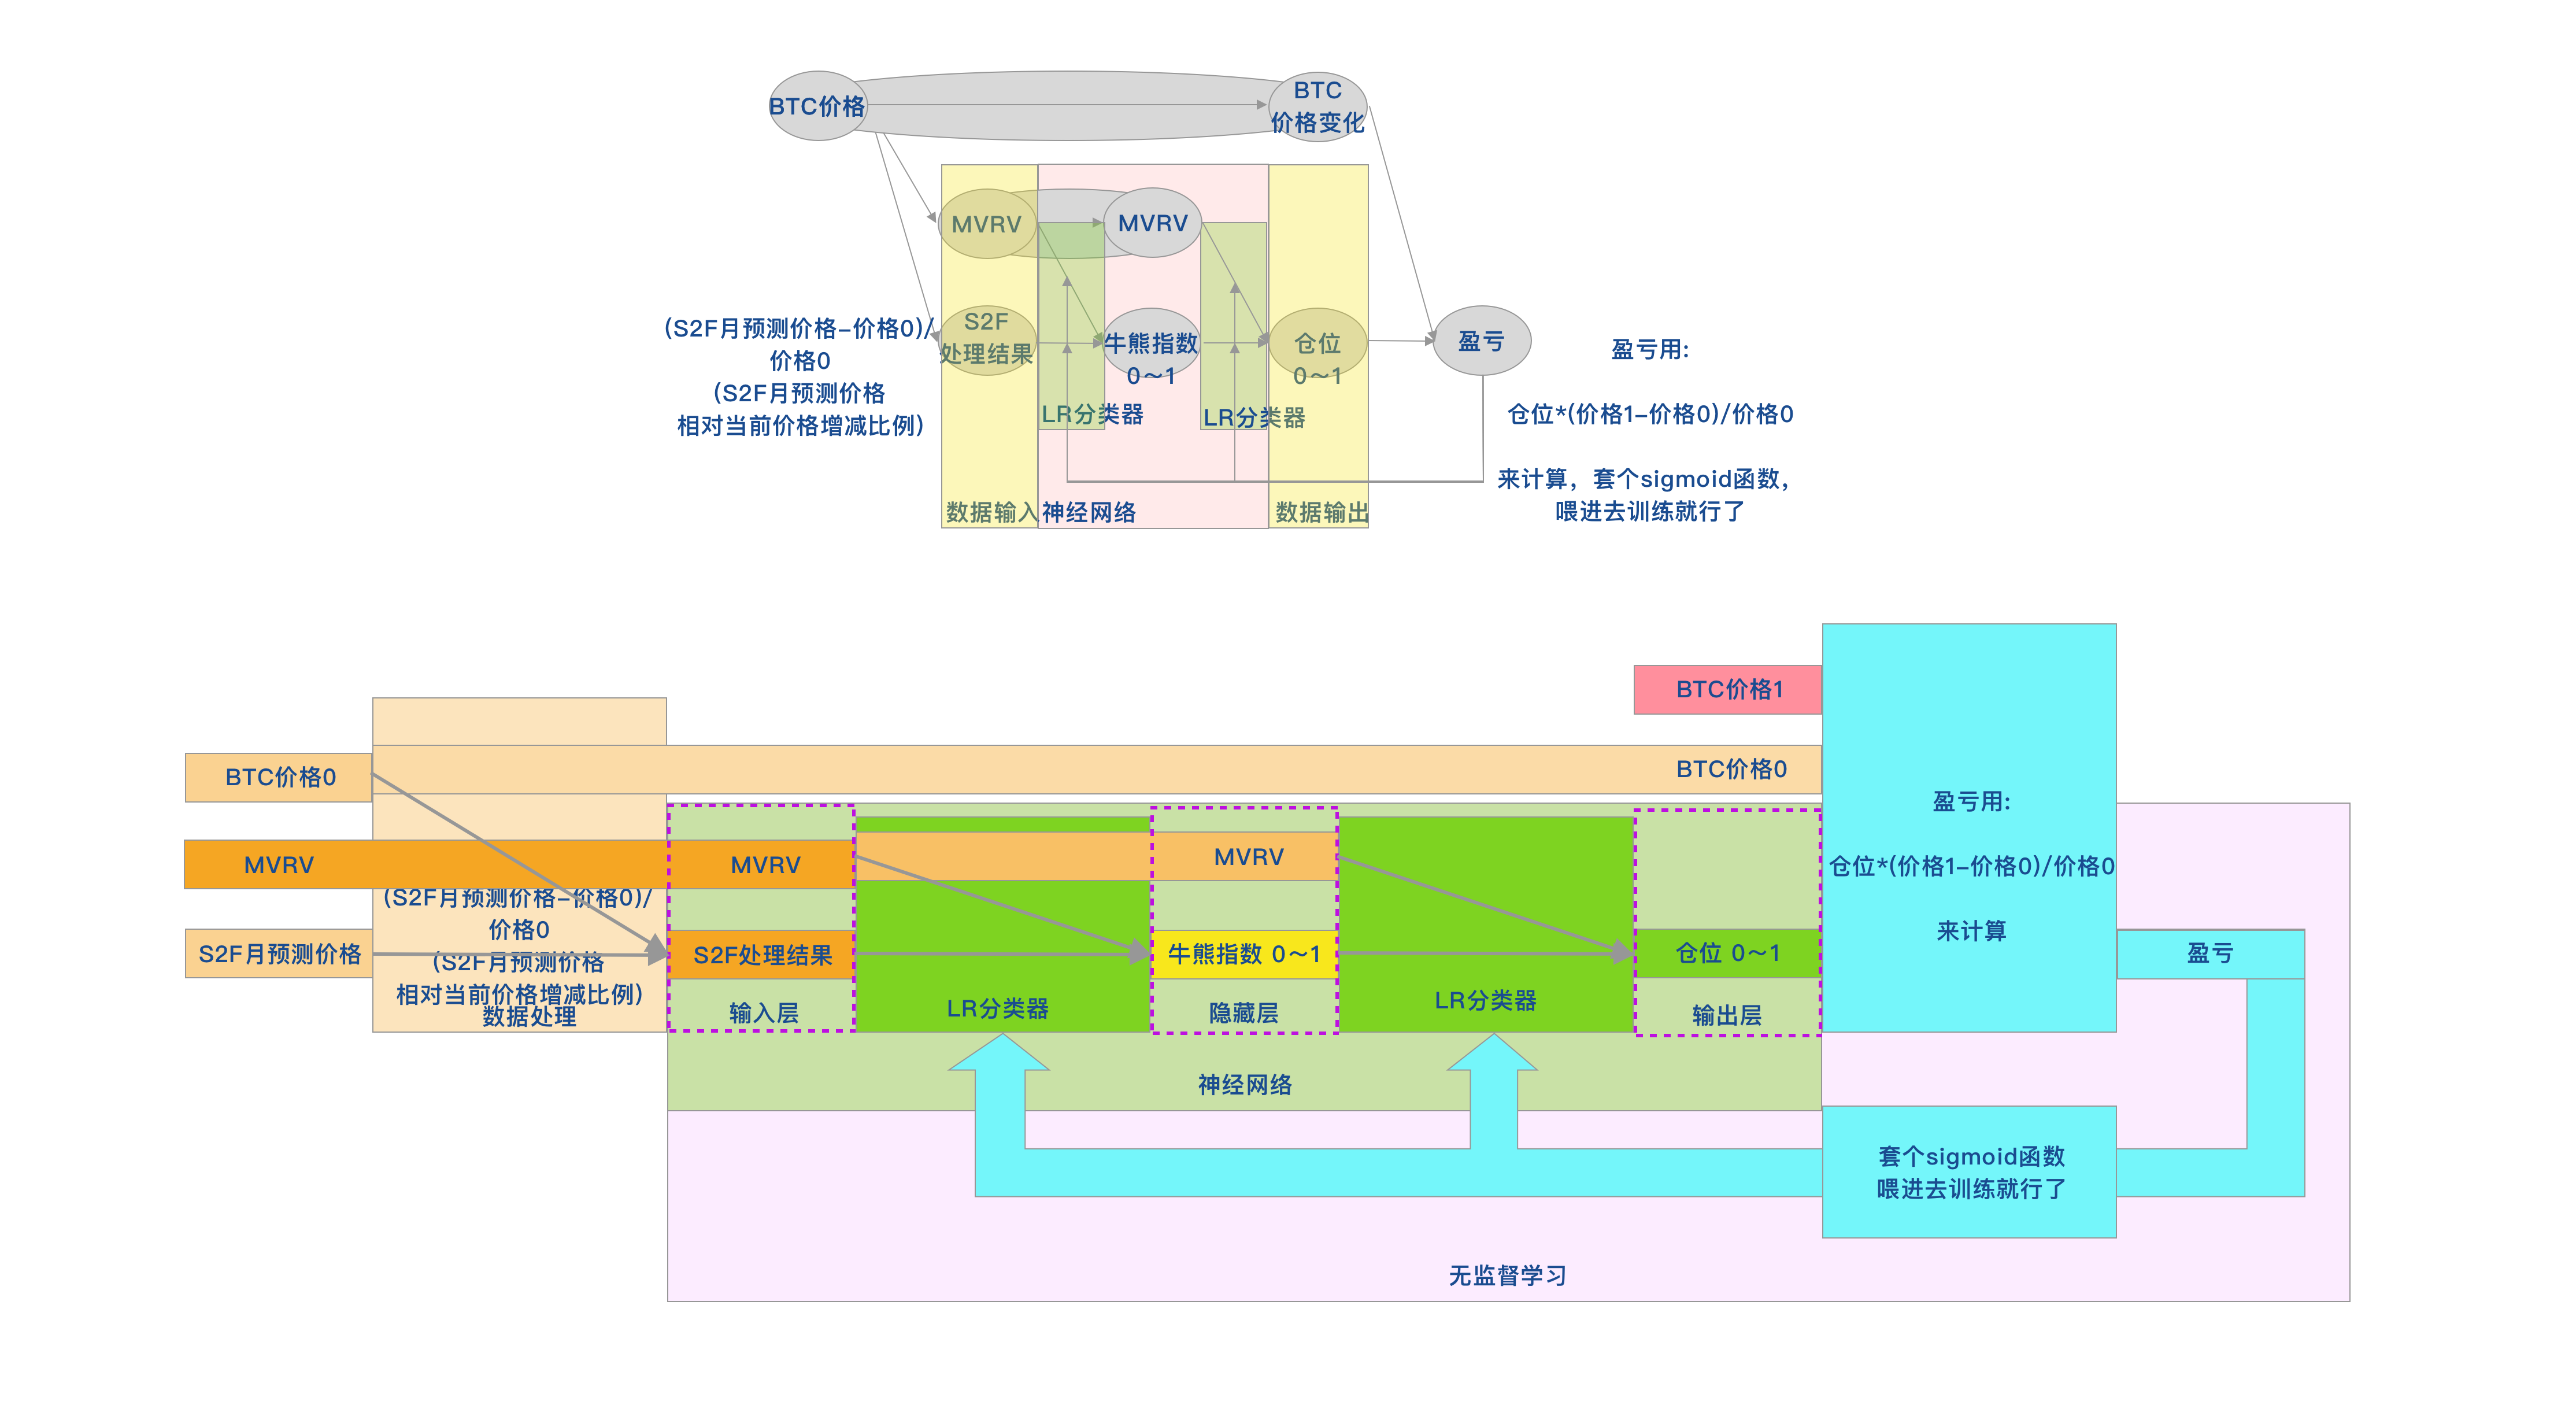 BTC价格
BTC
价格变化
MVRV
MVRV
(S2F月预测价格-价格0)/
价格0
(S2F月预测价格
相对当前价格增减比例)
S2F
处理结果
牛熊指数
0～1
仓位
0～1
盈亏
LR分类器
LR分类器
数据输入
神经网络
数据输出
盈亏用:
仓位*(价格1-价格0)/价格0
来计算，套个sigmoid函数，
喂进去训练就行了
BTC价格1
BTC价格0
BTC价格0
MVRV
MVRV
MVRV
(S2F月预测价格-价格0)/
价格0
(S2F月预测价格
相对当前价格增减比例)
数据处理
S2F月预测价格
S2F处理结果
牛熊指数 0～1
仓位 0～1
输入层
LR分类器
隐藏层
LR分类器
输出层
神经网络
盈亏用:
仓位*(价格1-价格0)/价格0
来计算
盈亏
套个sigmoid函数
喂进去训练就行了
无监督学习